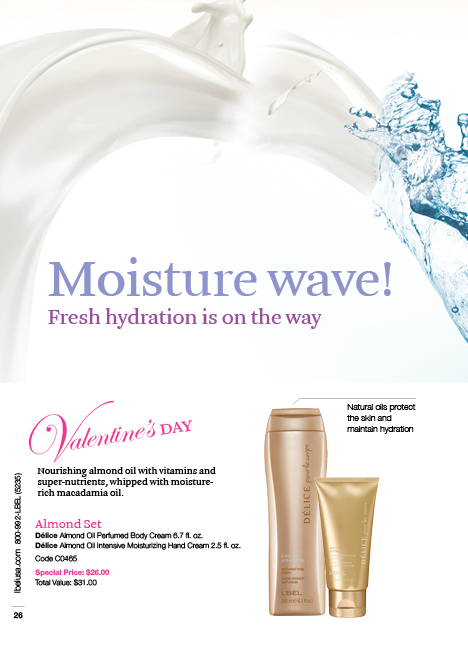 Moisture wave!
Fresh hydration is on the way
Natural oils protect
the skin and
maintain hydration
Valentine's DAY
Nourishing almond oil with vitamins and
super-nutrients, whipped with moisture-
rich macadamia oil.
Almond Set
Délice Almond Oil Perfumed Body Cream 6.7 fl. oz.
Délice Almond Oil Intensive Moisturizing Hand Cream 2.5 fl. oz.
Code C0465
Special Price: $26.00
Total Value: $31.00
lbelusa.com 800-992-LBEL (5235)
26
DÉLICE pour le corps
L'BEL
DÉLICE